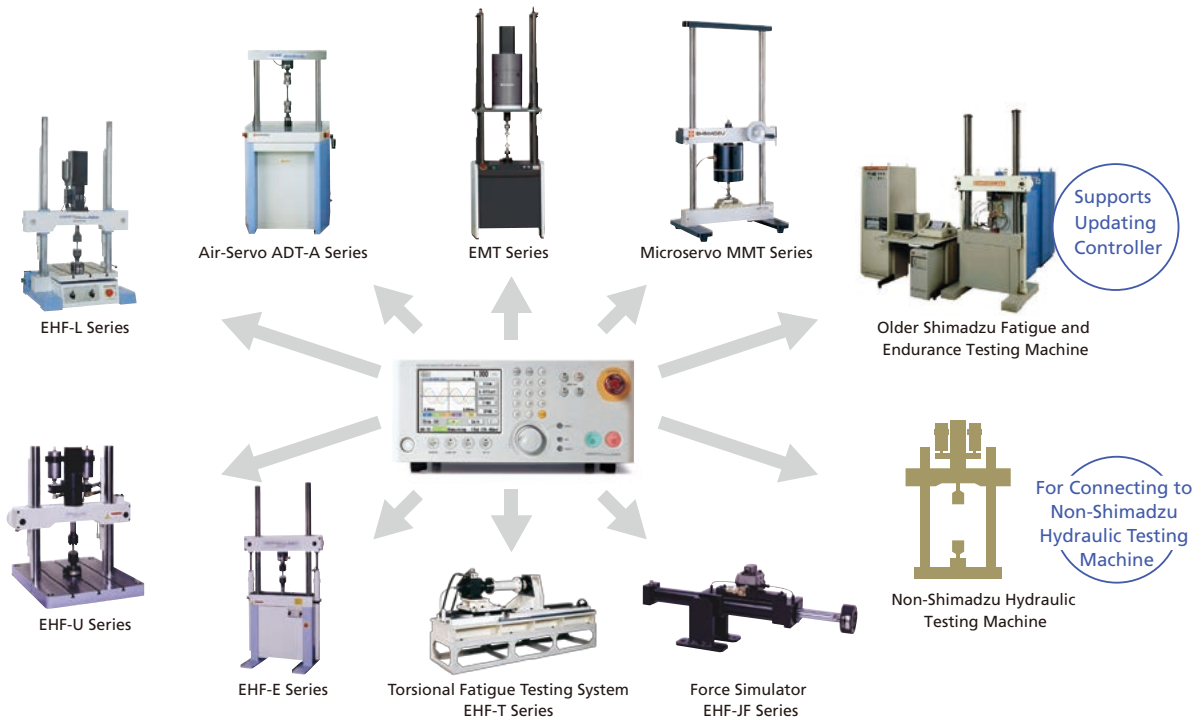 Air-Servo ADT-A Series
EMT Series
SHIMADZU
Microservo MMT Series
Supports
Updating
Controller
EHF-L Series
Older Shimadzu Fatigue and
Endurance Testing Machine
EHF-U Series
For Connecting to
Non-Shimadzu
Hydraulic Testing
Machine
Non-Shimadzu Hydraulic
Testing Machine
EHF-E Series
Torsional Fatigue Testing System
EHF-T Series
Force Simulator
EHF-JF Series